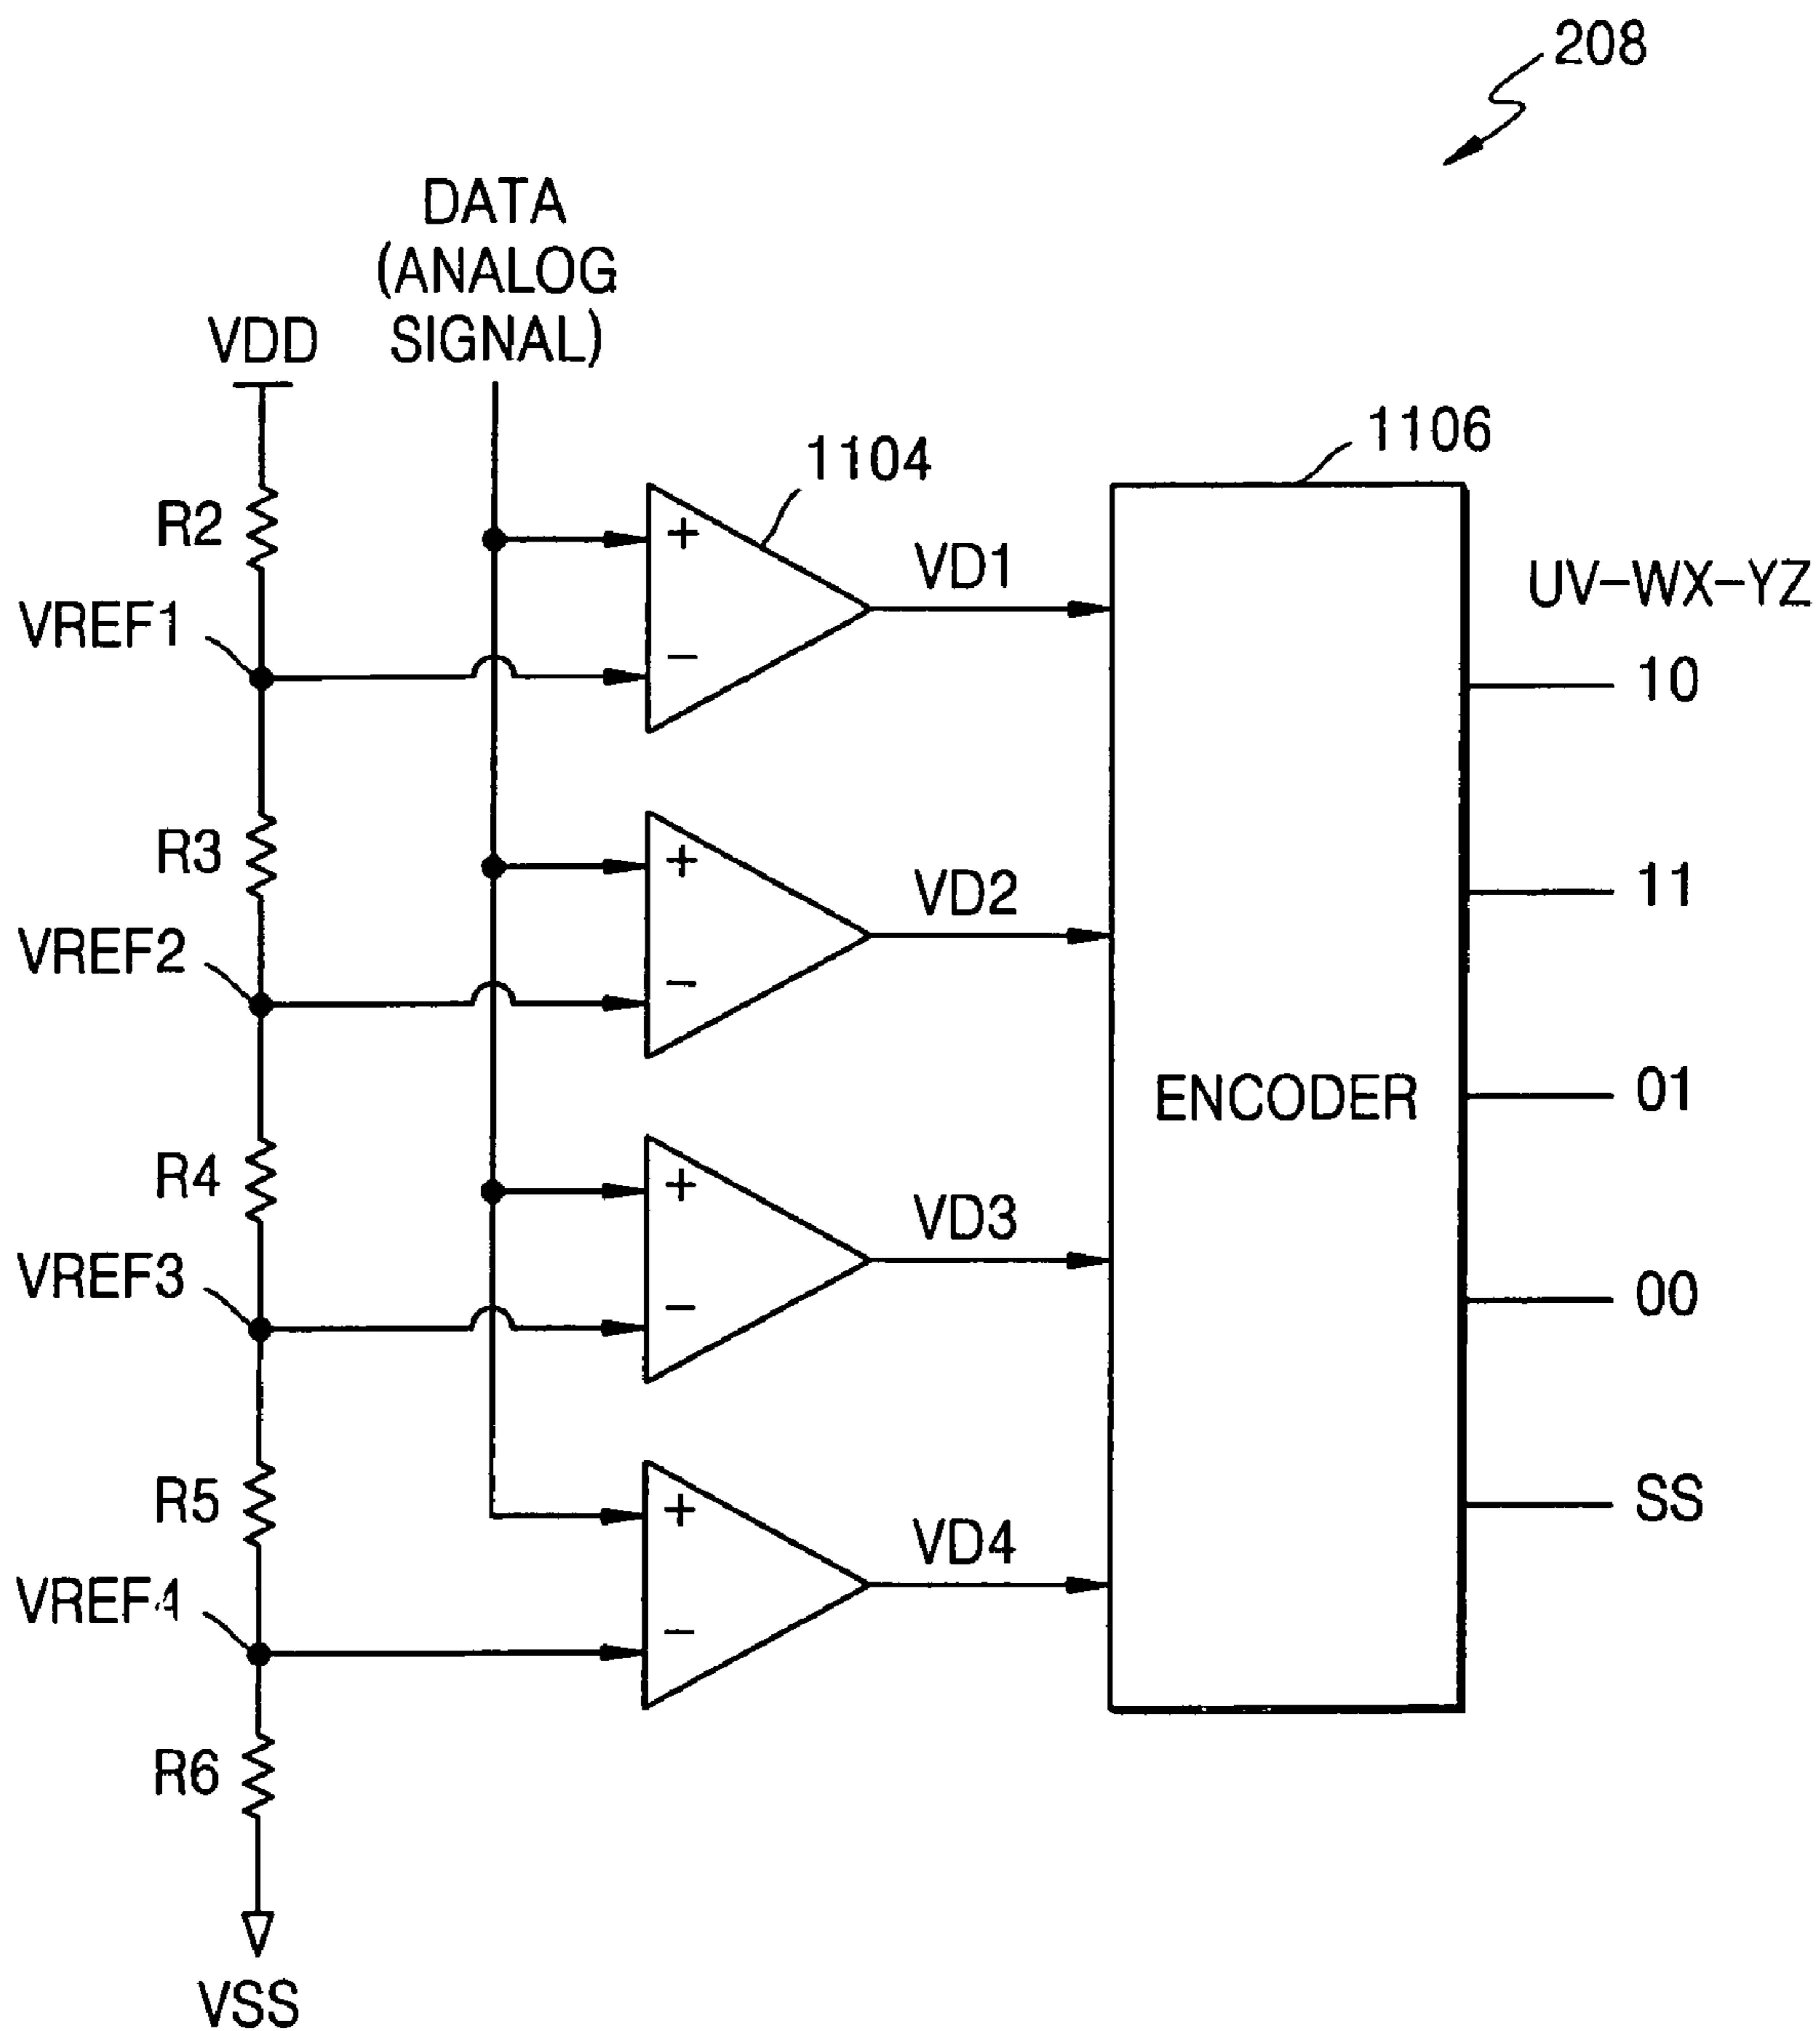 208
DATA
(ANALOG
SIGNAL)
VDD
1104
1106
R2
+
VD1
UV-WX-YZ
VREF1
-
10
R3
+
VD2
11
VREF2
-
ENCODER
01
R4
+
VD3
VREF3
-
00
R5
+
VD4
SS
VREF4
-
R6
VSS